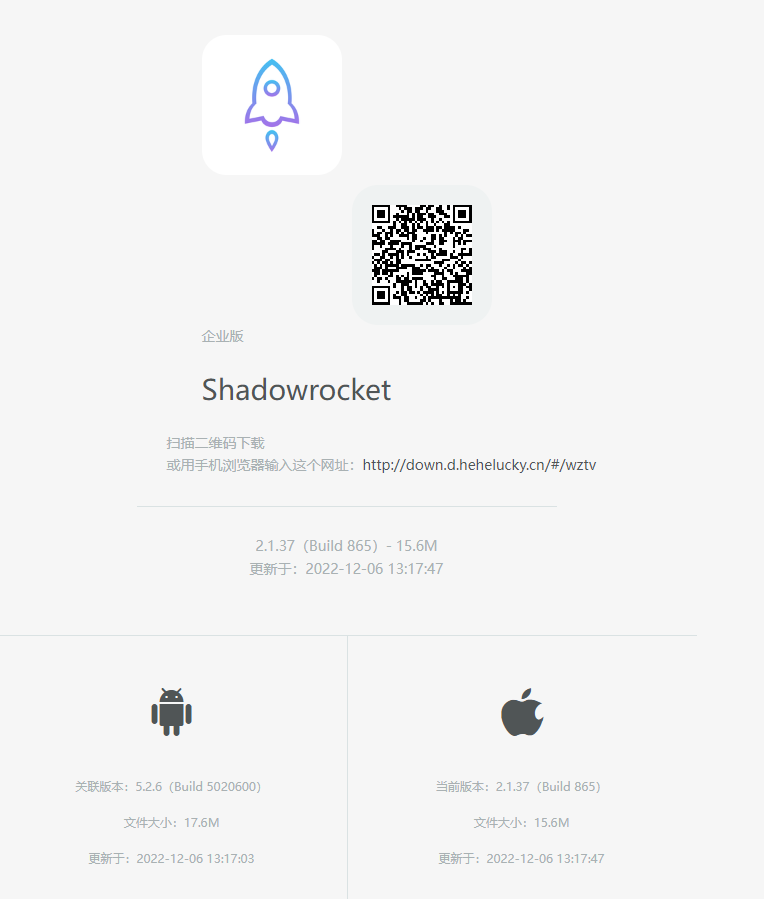 企业版
Shadowrocket
扫描二维码下载
或用手机浏览器输入这个网址：http://down.d.hehelucky.cn/#/wztv
2.1.37（Build 865）- 15.6M
更新于：2022-12-06 13:17:47
关联版本：5.2.6（Build 5020600）
文件大小：17.6M
更新于：2022-12-06 13:17:03
当前版本：2.1.37（Build 865）
文件大小：15.6M
更新于：2022-12-06 13:17:47